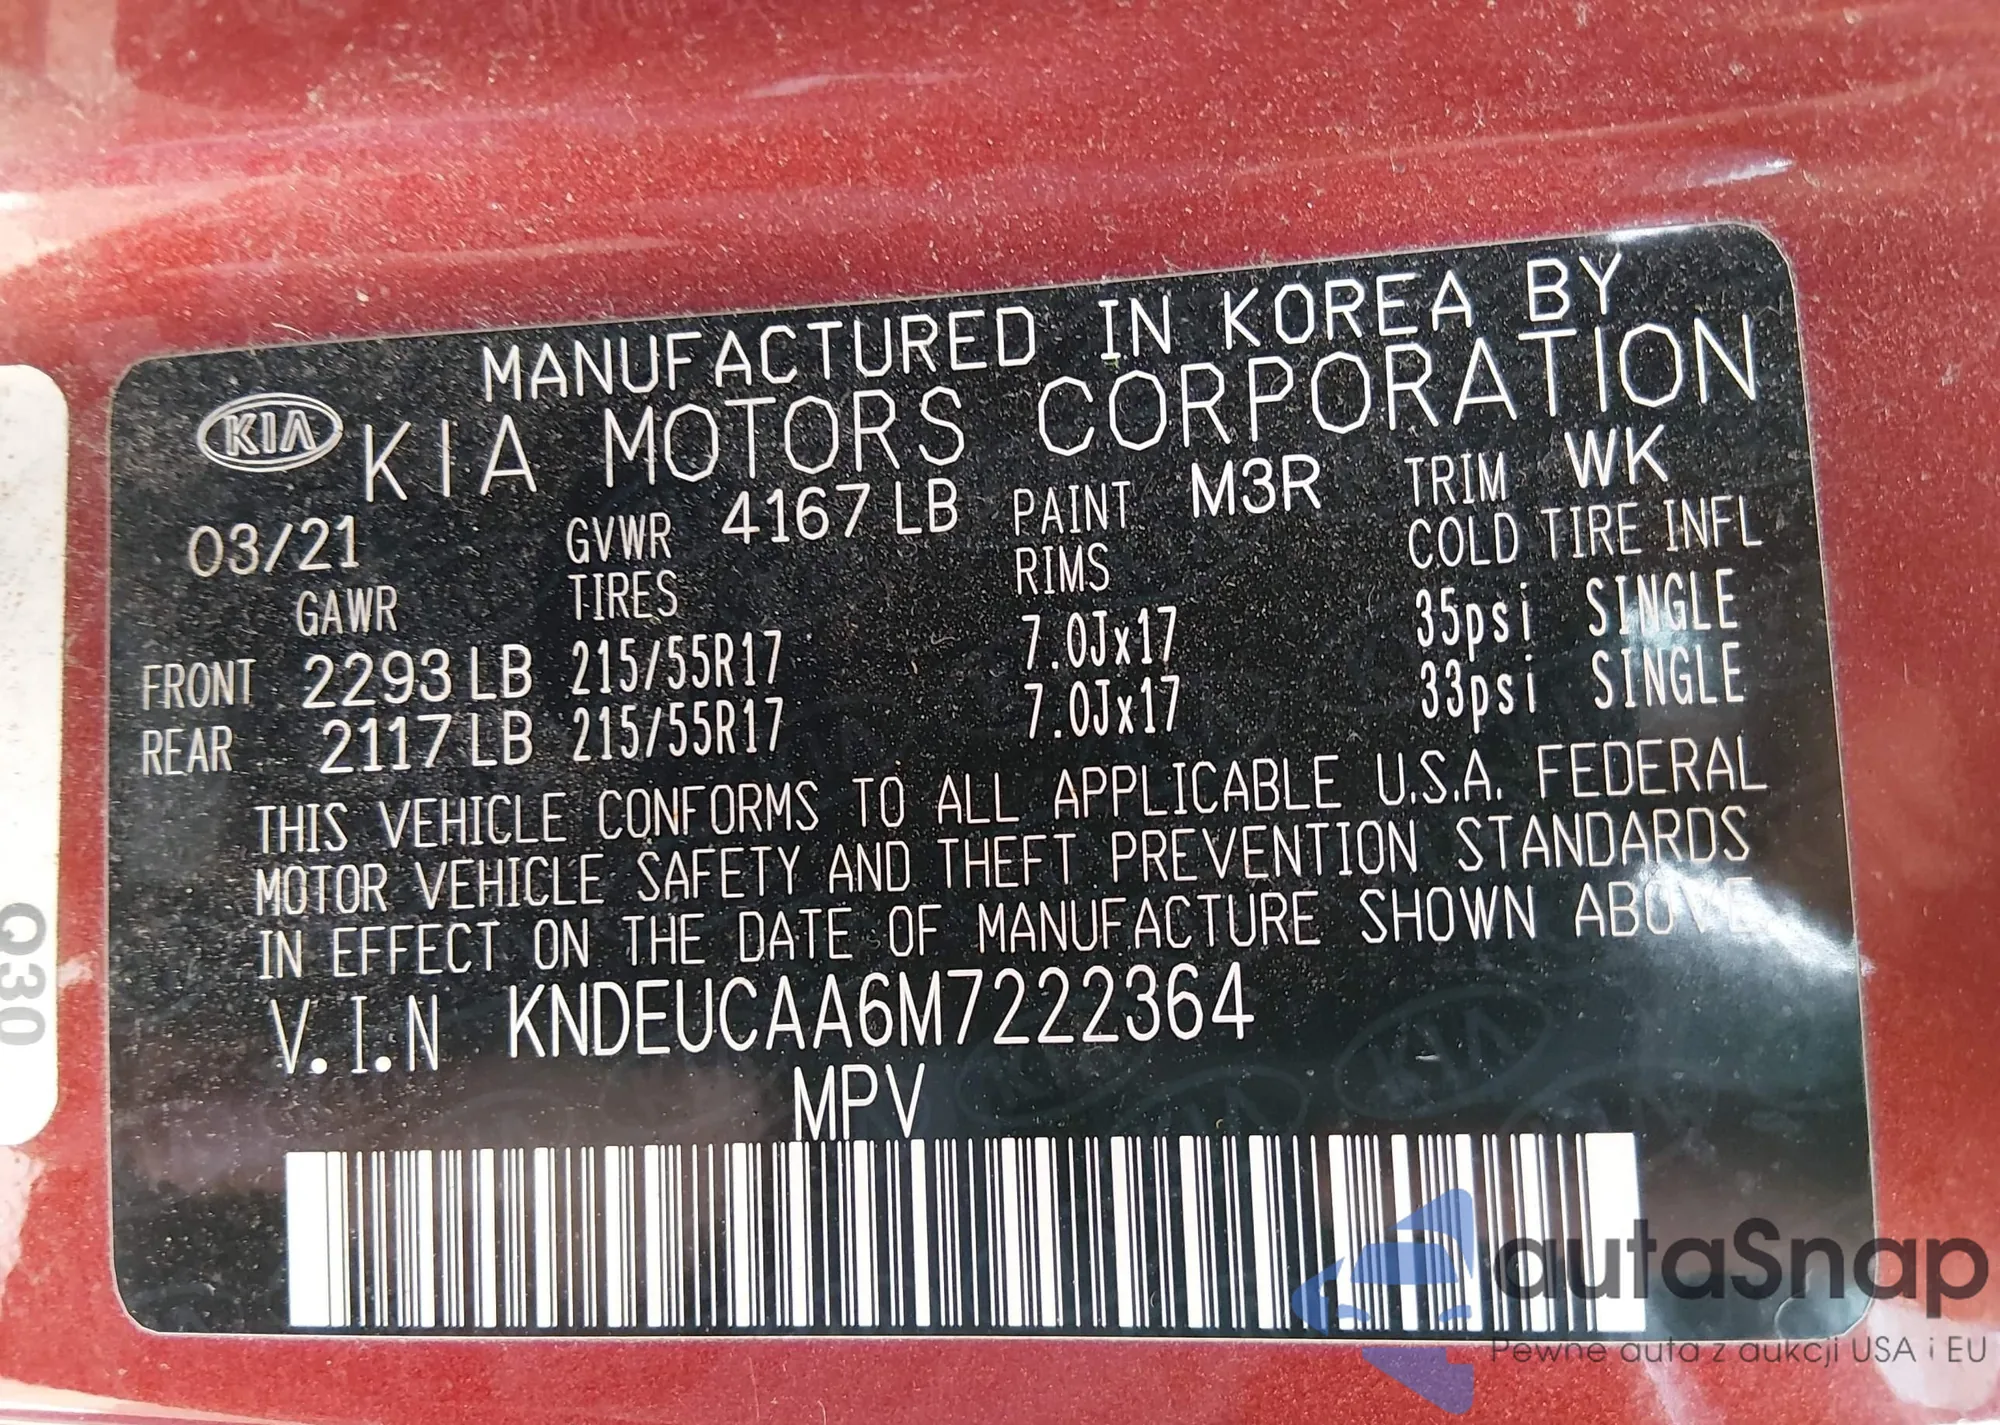 MANUFACTURED IN KOREA BY
KIA KIA MOTORS CORPORATION
03/21 GVWR 4167 LB PAINT M3R TRIM WK
GAWR TIRES RIMS COLD TIRE INFL
FRONT 2293 LB 215/55R17 7.0Jx17 35psi SINGLE
REAR 2117 LB 215/55R17 7.0Jx17 33psi SINGLE
THIS VEHICLE CONFORMS TO ALL APPLICABLE U.S.A. FEDERAL
MOTOR VEHICLE SAFETY AND THEFT PREVENTION STANDARDS
IN EFFECT ON THE DATE OF MANUFACTURE SHOWN ABOVE
V.I.N KNDEUCAA6M7222364
MPV
Q30
autaSnap
Pewne auta z aukcji USA i EU